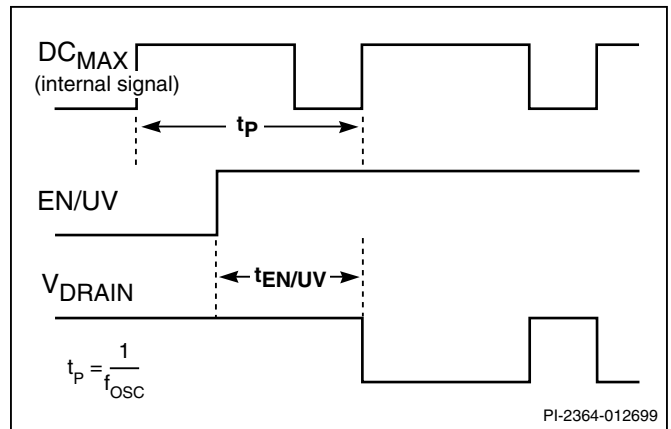 DCMAX
(internal signal)
tP
EN/UV
tEN/UV
VDRAIN
tP = 1/fOSC
PI-2364-012699